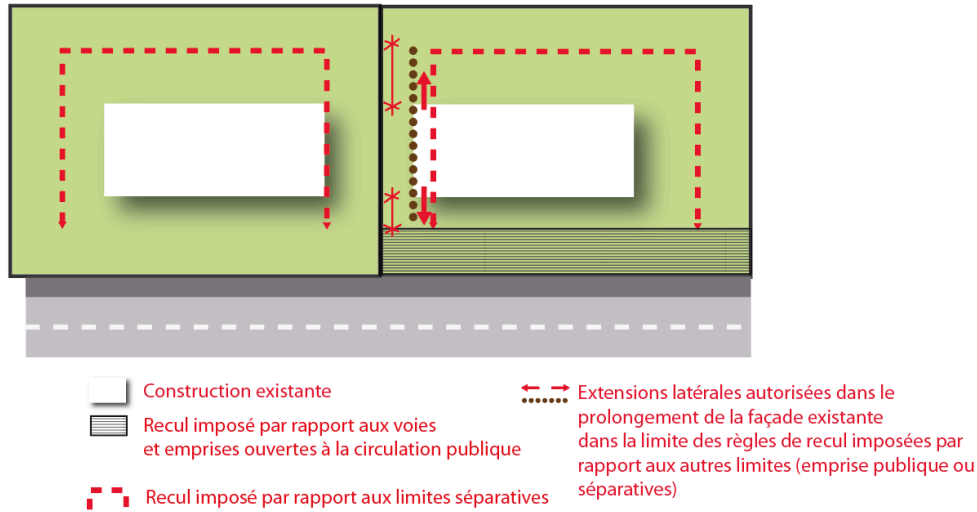 Construction existante
Recul imposé par rapport aux voies
et emprises ouvertes à la circulation publique
Recul imposé par rapport aux limites séparatives
Extensions latérales autorisées dans le
prolongement de la façade existante
dans la limite des règles de recul imposées par
rapport aux autres limites (emprise publique ou
séparatives)